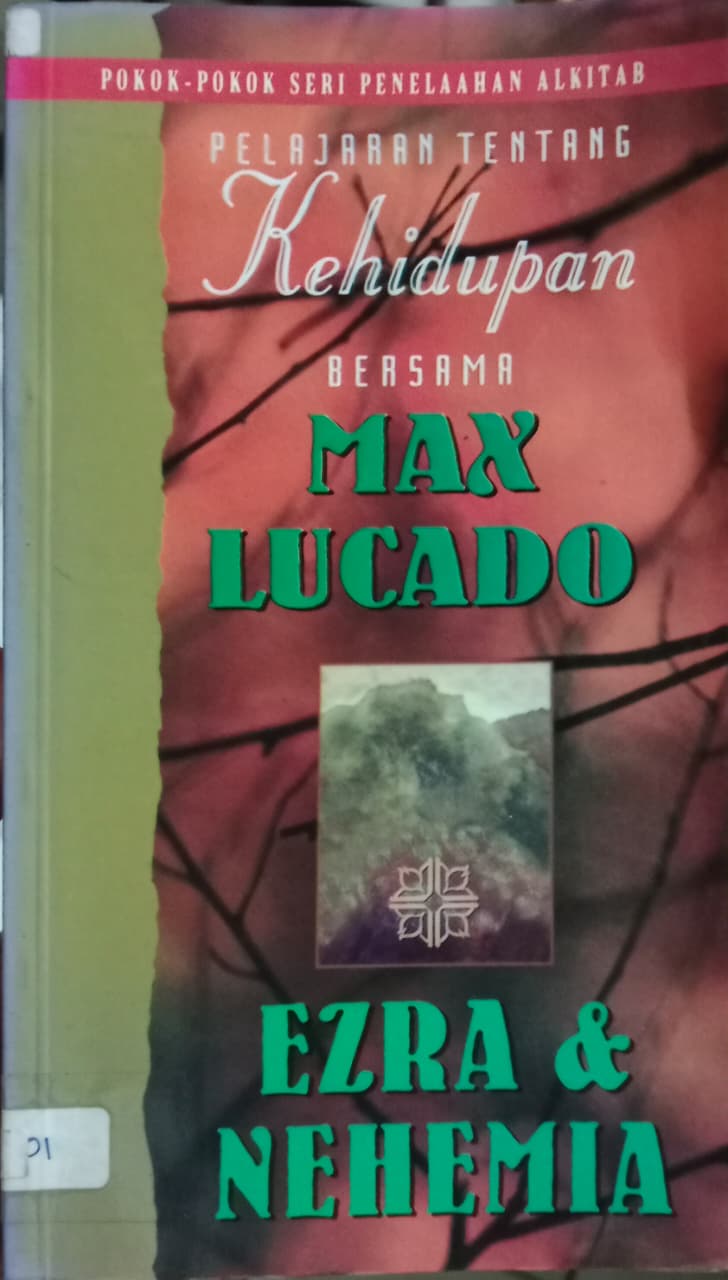 POKOK-POKOK SERI PENELAAHAN ALKITAB
PELAJARAN TENTANG
Kehidupan
BERSAMA
MAX
LUCADO
EZRA &
NEHEMIA